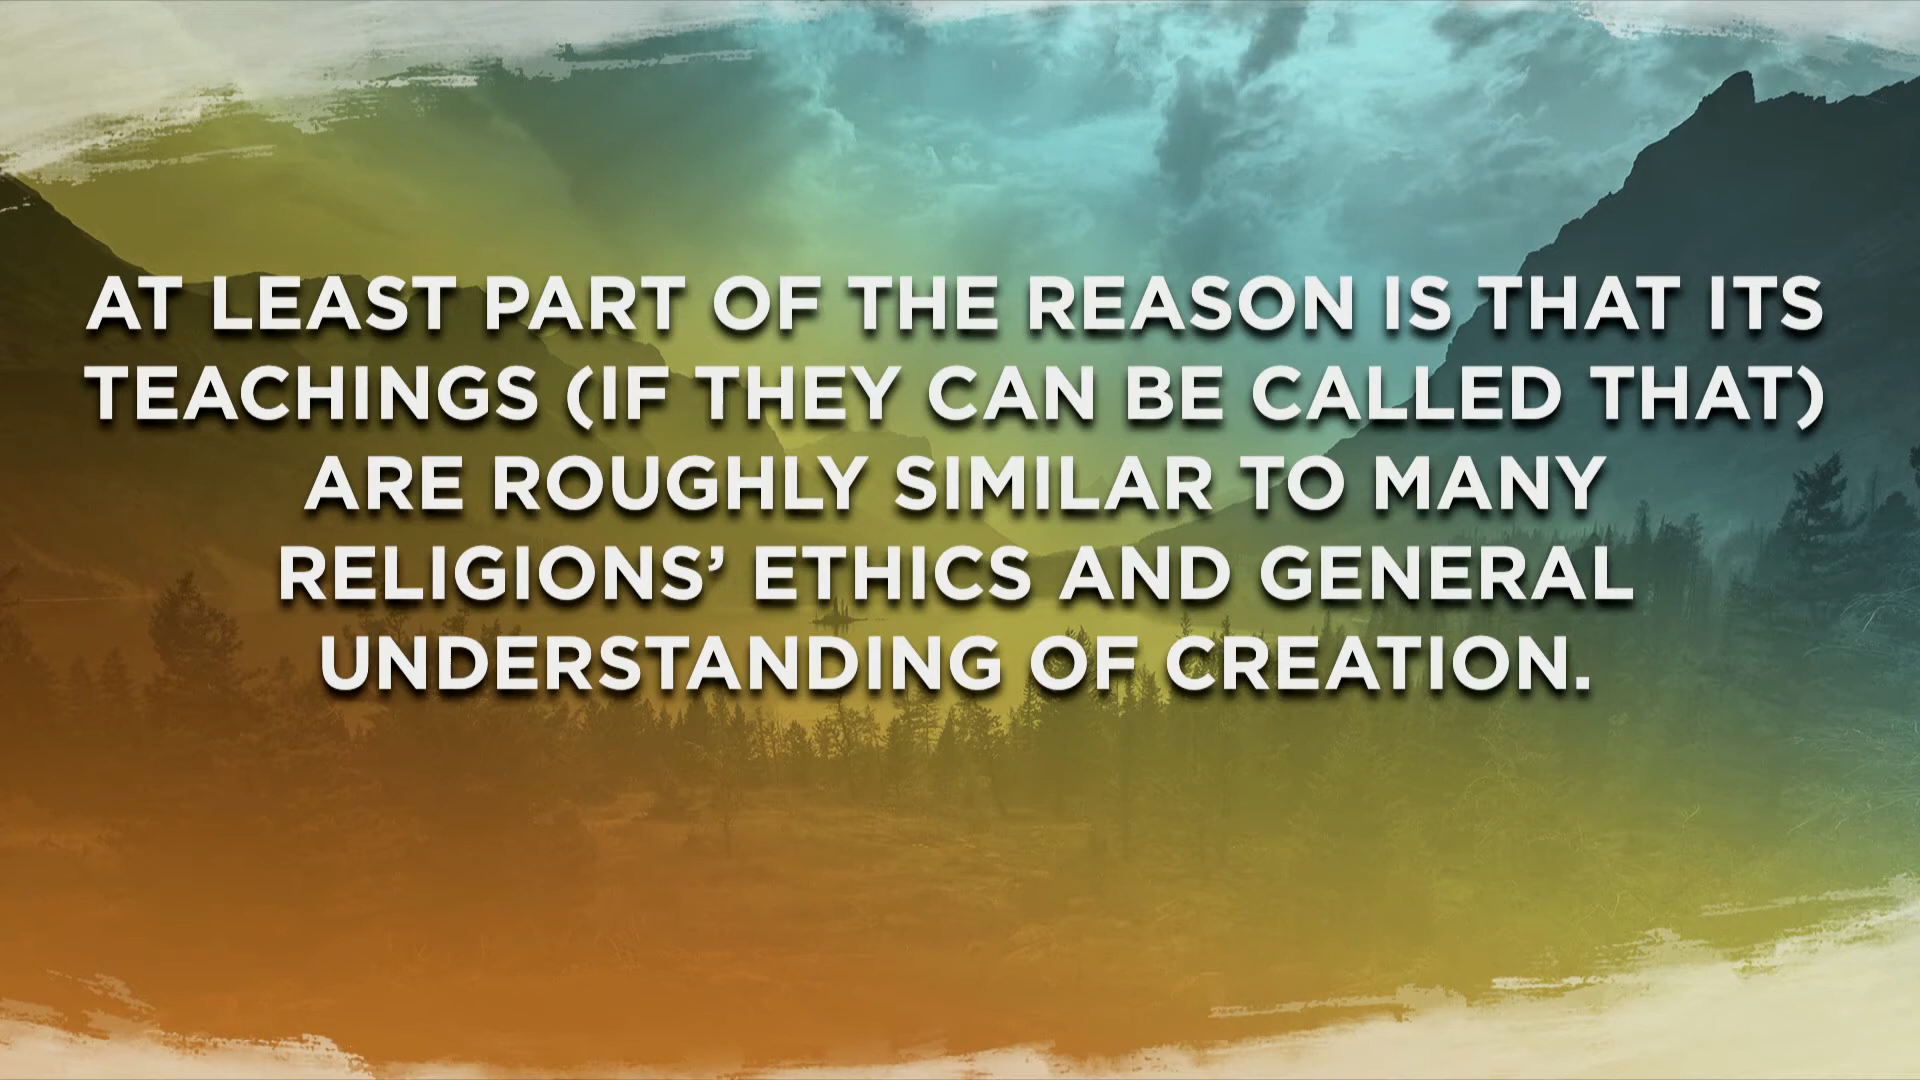 AT LEAST PART OF THE REASON IS THAT ITS
TEACHINGS (IF THEY CAN BE CALLED THAT)
ARE ROUGHLY SIMILAR TO MANY
RELIGIONS’ ETHICS AND GENERAL
UNDERSTANDING OF CREATION.